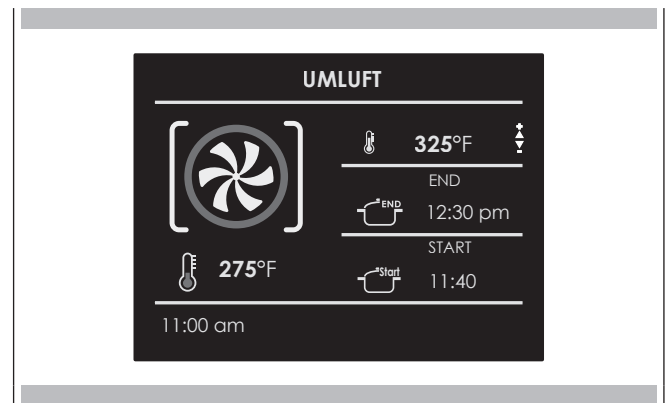 UMLUFT
325°F
END
END
12:30 pm
START
Start
11:40
275°F
11:00 am